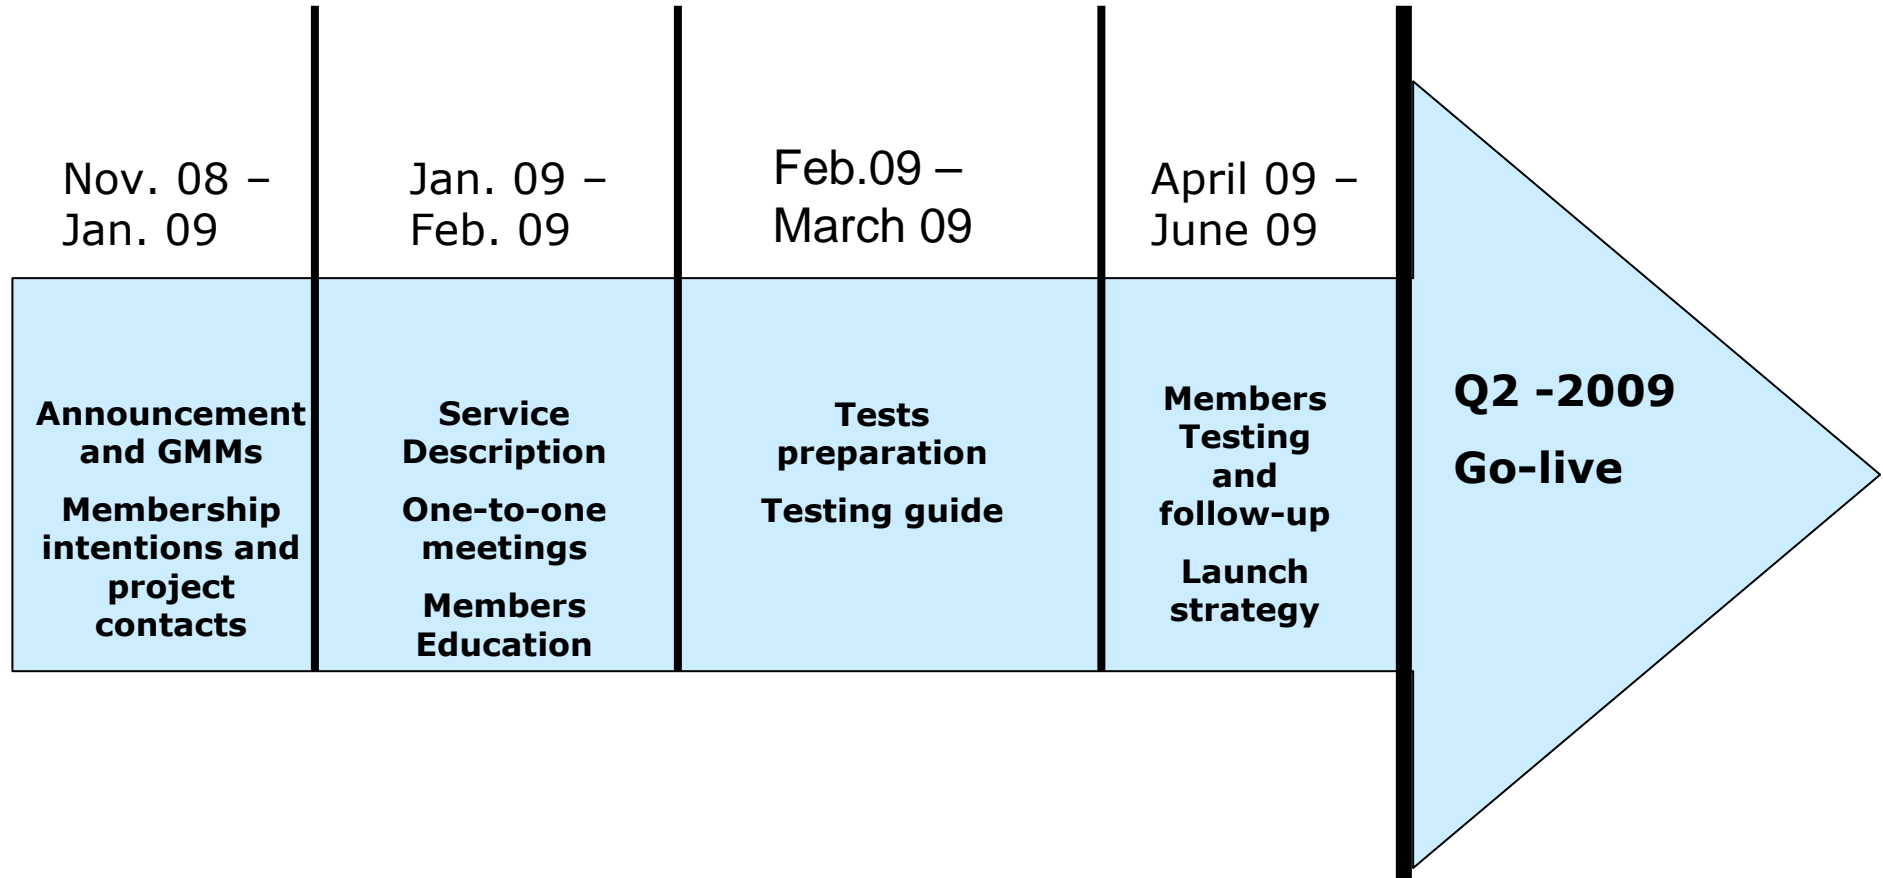 Nov. 08 –
Jan. 09
Jan. 09 –
Feb. 09
Feb.09 –
March 09
April 09 –
June 09
Announcement
and GMMs
Membership
intentions and
project
contacts
Service
Description
One-to-one
meetings
Members
Education
Tests
preparation
Testing guide
Members
Testing
and
follow-up
Launch
strategy
Q2 -2009
Go-live